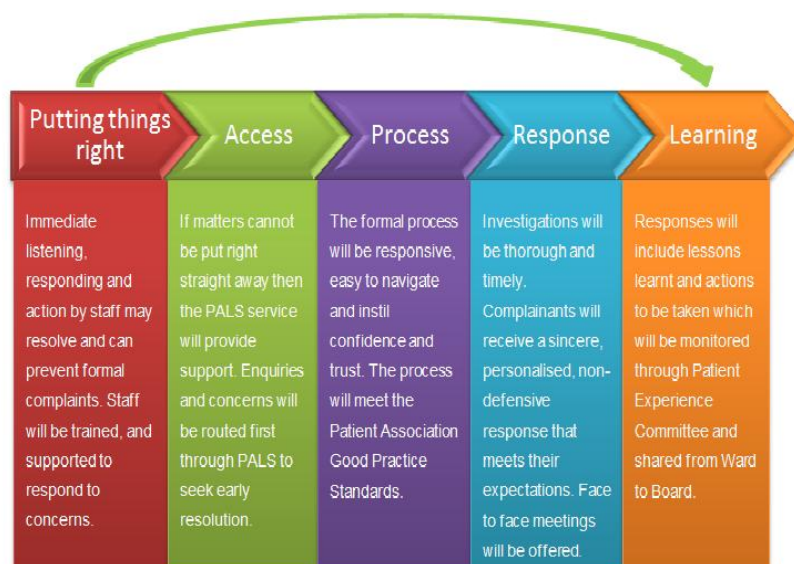 Putting things
right
Access
Process
Response
Learning
Immediate
listening,
responding and
action by staff may
resolve and can
prevent formal
complaints. Staff
will be trained, and
supported to
respond to
concerns.
If matters cannot
be put right
straight away then
the PALS service
will provide
support. Enquiries
and concerns will
be routed first
through PALS to
seek early
resolution.
The formal process
will be responsive,
easy to navigate
and instil
confidence and
trust. The process
will meet the
Patient Association
Good Practice
Standards.
Investigations will
be thorough and
timely.
Complainants will
receive a sincere,
personalised, non-
defensive
response that
meets their
expectations. Face
to face meetings
will be offered.
Responses will
include lessons
learnt and actions
to be taken which
will be monitored
through Patient
Experience
Committee and
shared from Ward
to Board.